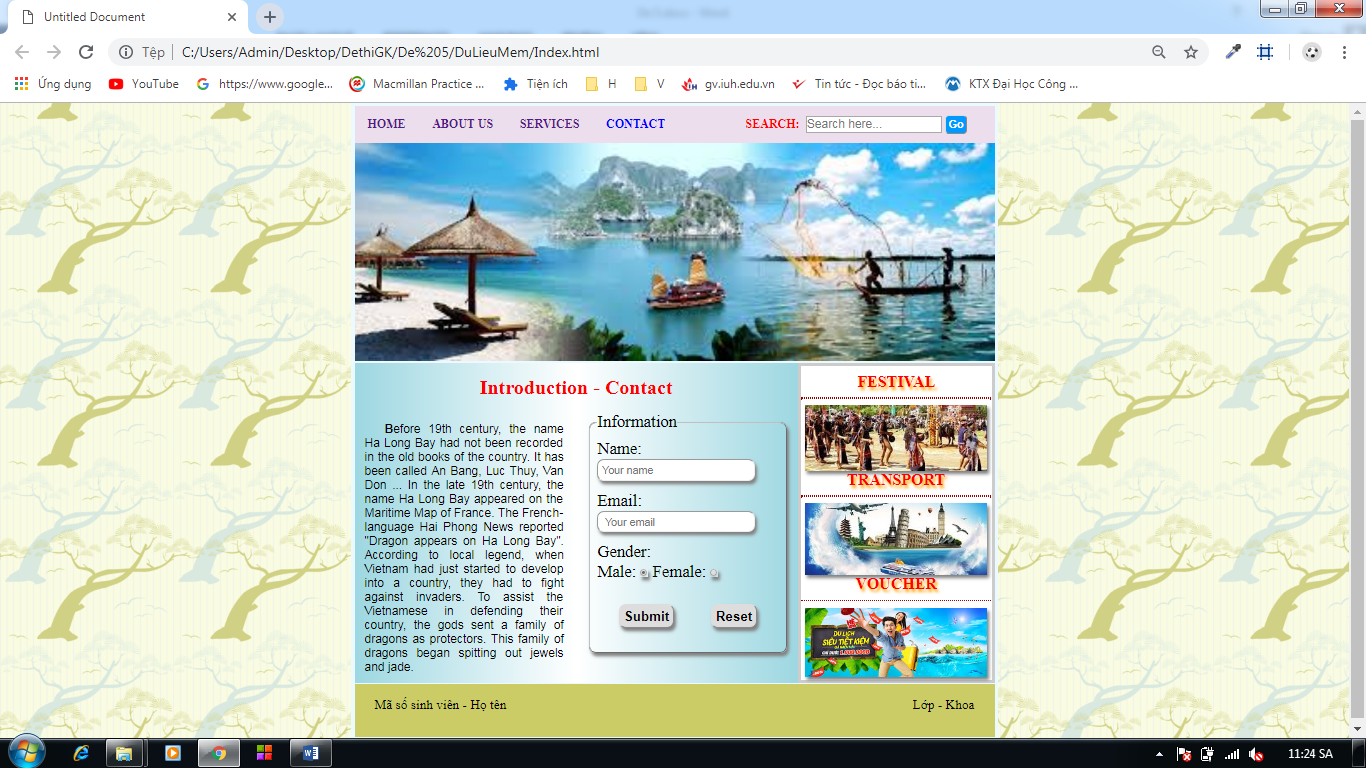 Untitled Document
Tệp
C:/Users/Admin/Desktop/DethiGK/De%205/DuLieuMem/Index.html
Ứng dụng YouTube https://www.google... Macmillan Practice ... Tiện ích H V gv.iuh.edu.vn Tin tức - Đọc báo ti... KTX Đại Học Công ...
HOME ABOUT US SERVICES CONTACT SEARCH: Search here... Go
Introduction - Contact
Before 19th century, the name
Ha Long Bay had not been recorded
in the old books of the country. It has
been called An Bang, Luc Thuy, Van
Don ... In the late 19th century, the
name Ha Long Bay appeared on the
Maritime Map of France. The French-
language Hai Phong News reported
"Dragon appears on Ha Long Bay".
According to local legend, when
Vietnam had just started to develop
into a country, they had to fight
against invaders. To assist the
Vietnamese in defending their
country, the gods sent a family of
dragons as protectors. This family of
dragons began spitting out jewels
and jade.
Information
Name:
Your name
Email:
Your email
Gender:
Male: Female:
Submit Reset
FESTIVAL
TRANSPORT
VOUCHER
DU LỊCH
SIÊU TIẾT KIỆM
Mã số sinh viên - Họ tên
Lớp - Khoa
11:24 SA